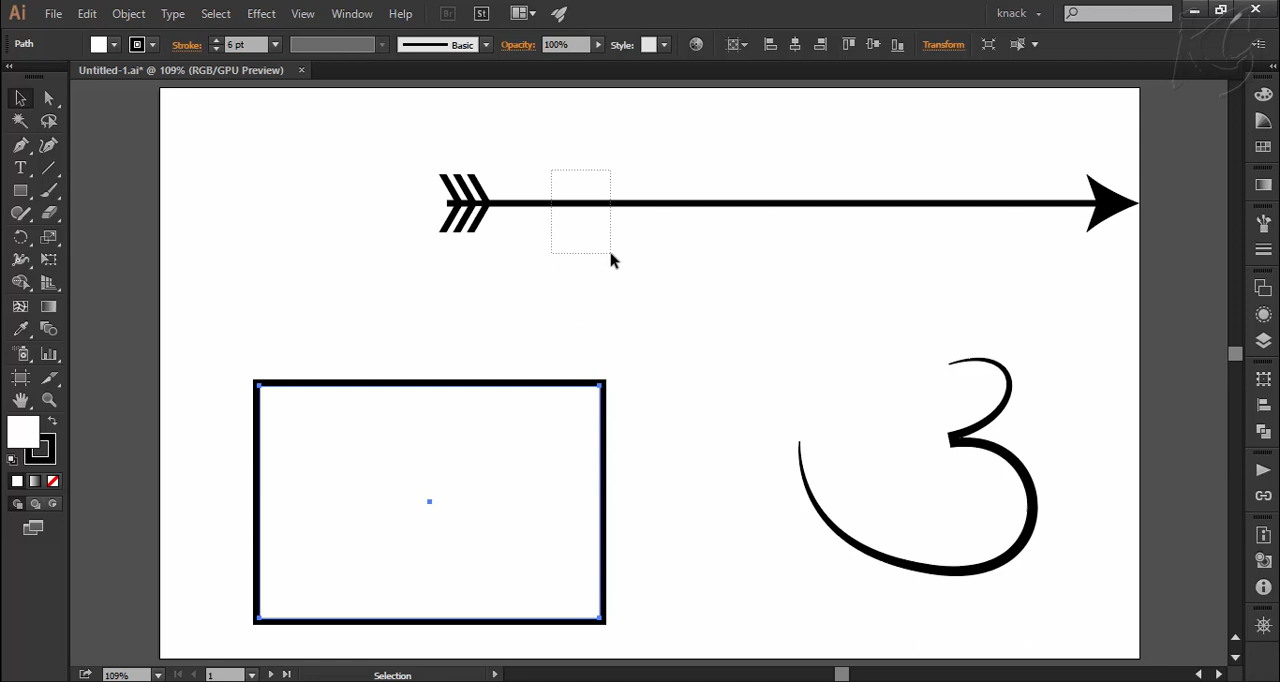 Ai File Edit Object Type Select Effect View Window Help Br St knack
Path Stroke: 6 pt Basic Opacity: 100% Style: Transform
Untitled-1.ai* @ 109% (RGB/GPU Preview) ×
T
3
109% 1 Selection